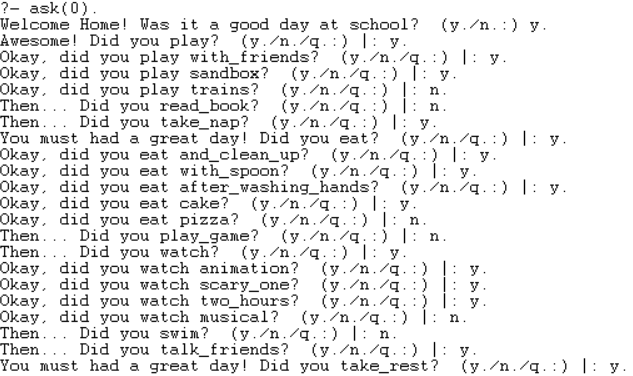 ?- ask(0).
Welcome Home! Was it a good day at school?  (y./n.:) y.
Awesome! Did you play?  (y./n./q.:) |: y.
Okay, did you play with_friends?  (y./n./q.:) |: y.
Okay, did you play sandbox?  (y./n./q.:) |: y.
Okay, did you play trains?  (y./n./q.:) |: n.
Then... Did you read_book?  (y./n./q.:) |: n.
Then... Did you take_nap?  (y./n./q.:) |: y.
You must had a great day! Did you eat?  (y./n./q.:) |: y.
Okay, did you eat and_clean_up?  (y./n./q.:) |: y.
Okay, did you eat with_spoon?  (y./n./q.:) |: y.
Okay, did you eat after_washing_hands?  (y./n./q.:) |: y.
Okay, did you eat cake?  (y./n./q.:) |: y.
Okay, did you eat pizza?  (y./n./q.:) |: n.
Then... Did you play_game?  (y./n./q.:) |: n.
Then... Did you watch?  (y./n./q.:) |: y.
Okay, did you watch animation?  (y./n./q.:) |: y.
Okay, did you watch scary_one?  (y./n./q.:) |: y.
Okay, did you watch two_hours?  (y./n./q.:) |: y.
Okay, did you watch musical?  (y./n./q.:) |: n.
Then... Did you swim?  (y./n./q.:) |: n.
Then... Did you talk_friends?  (y./n./q.:) |: y.
You must had a great day! Did you take_rest?  (y./n./q.:) |: y.